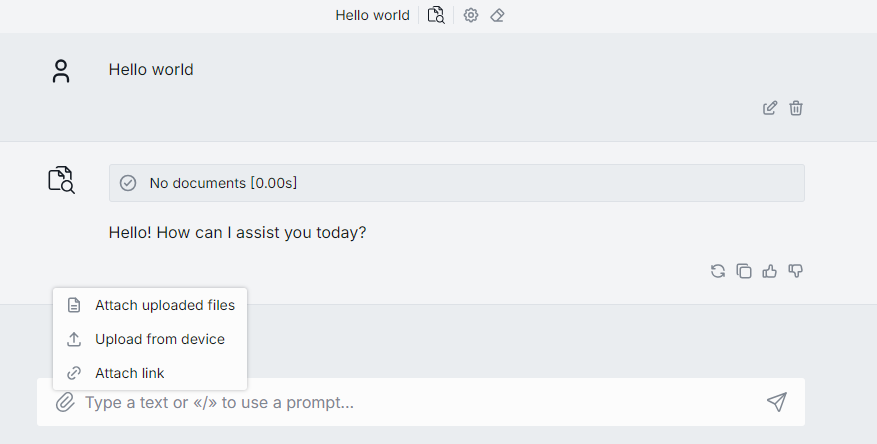 Hello world
Hello world
No documents [0.00s]
Hello! How can I assist you today?
Attach uploaded files
Upload from device
Attach link
Type a text or «/» to use a prompt...